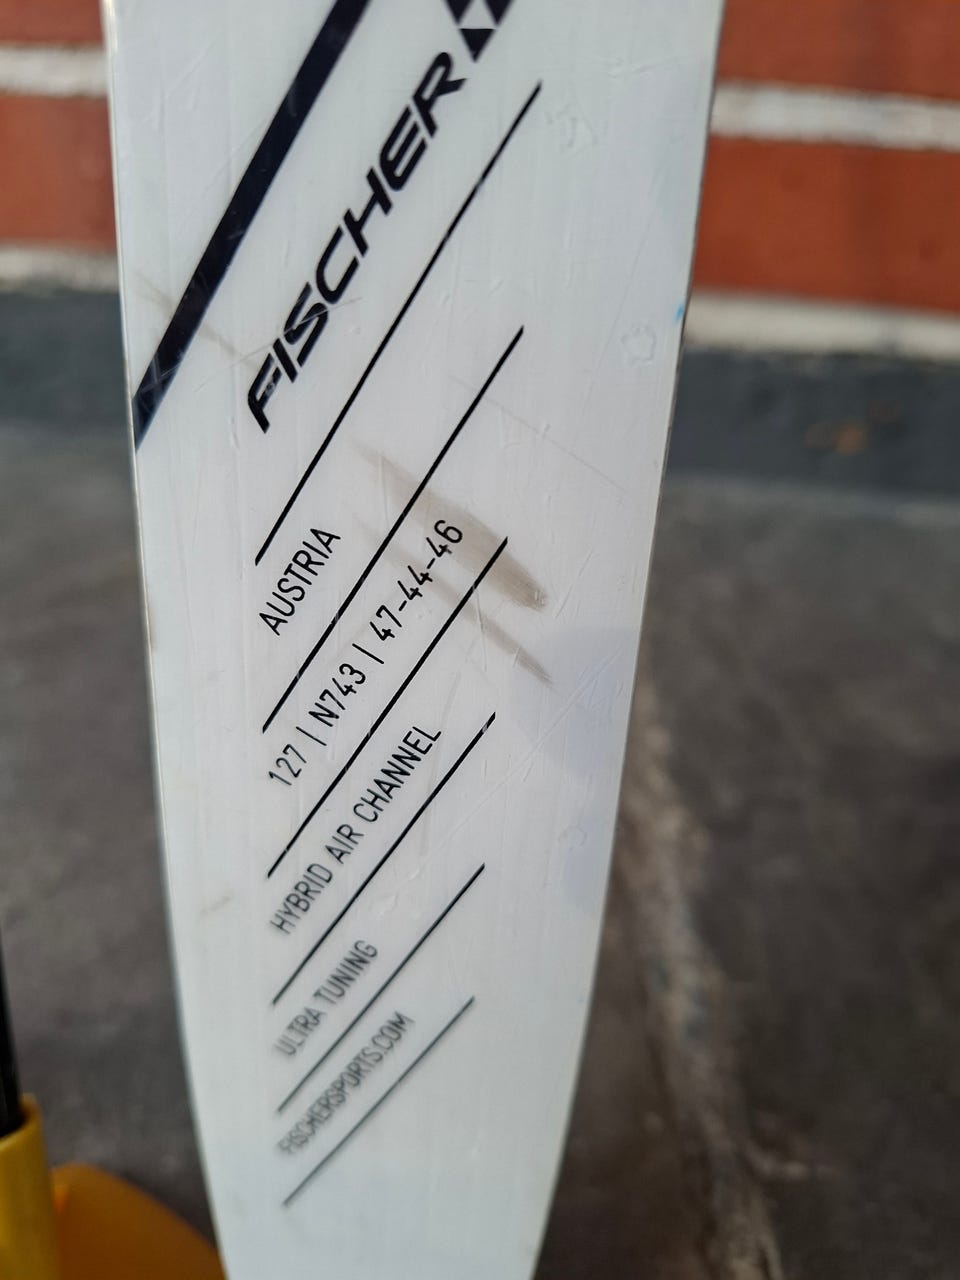 FISCHER
AUSTRIA
127 | N743 | 47-44-46
HYBRID AIR CHANNEL
ULTRA TUNING
FISCHERSPORTS.COM